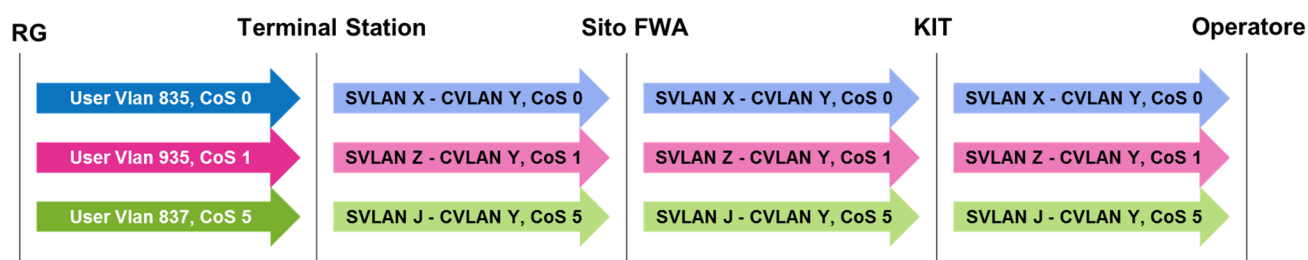 RG
Terminal Station
Sito FWA
KIT
Operatore
User Vlan 835, CoS 0
SVLAN X - CVLAN Y, CoS 0
SVLAN X - CVLAN Y, CoS 0
SVLAN X - CVLAN Y, CoS 0
User Vlan 935, CoS 1
SVLAN Z - CVLAN Y, CoS 1
SVLAN Z - CVLAN Y, CoS 1
SVLAN Z - CVLAN Y, CoS 1
User Vlan 837, CoS 5
SVLAN J - CVLAN Y, CoS 5
SVLAN J - CVLAN Y, CoS 5
SVLAN J - CVLAN Y, CoS 5